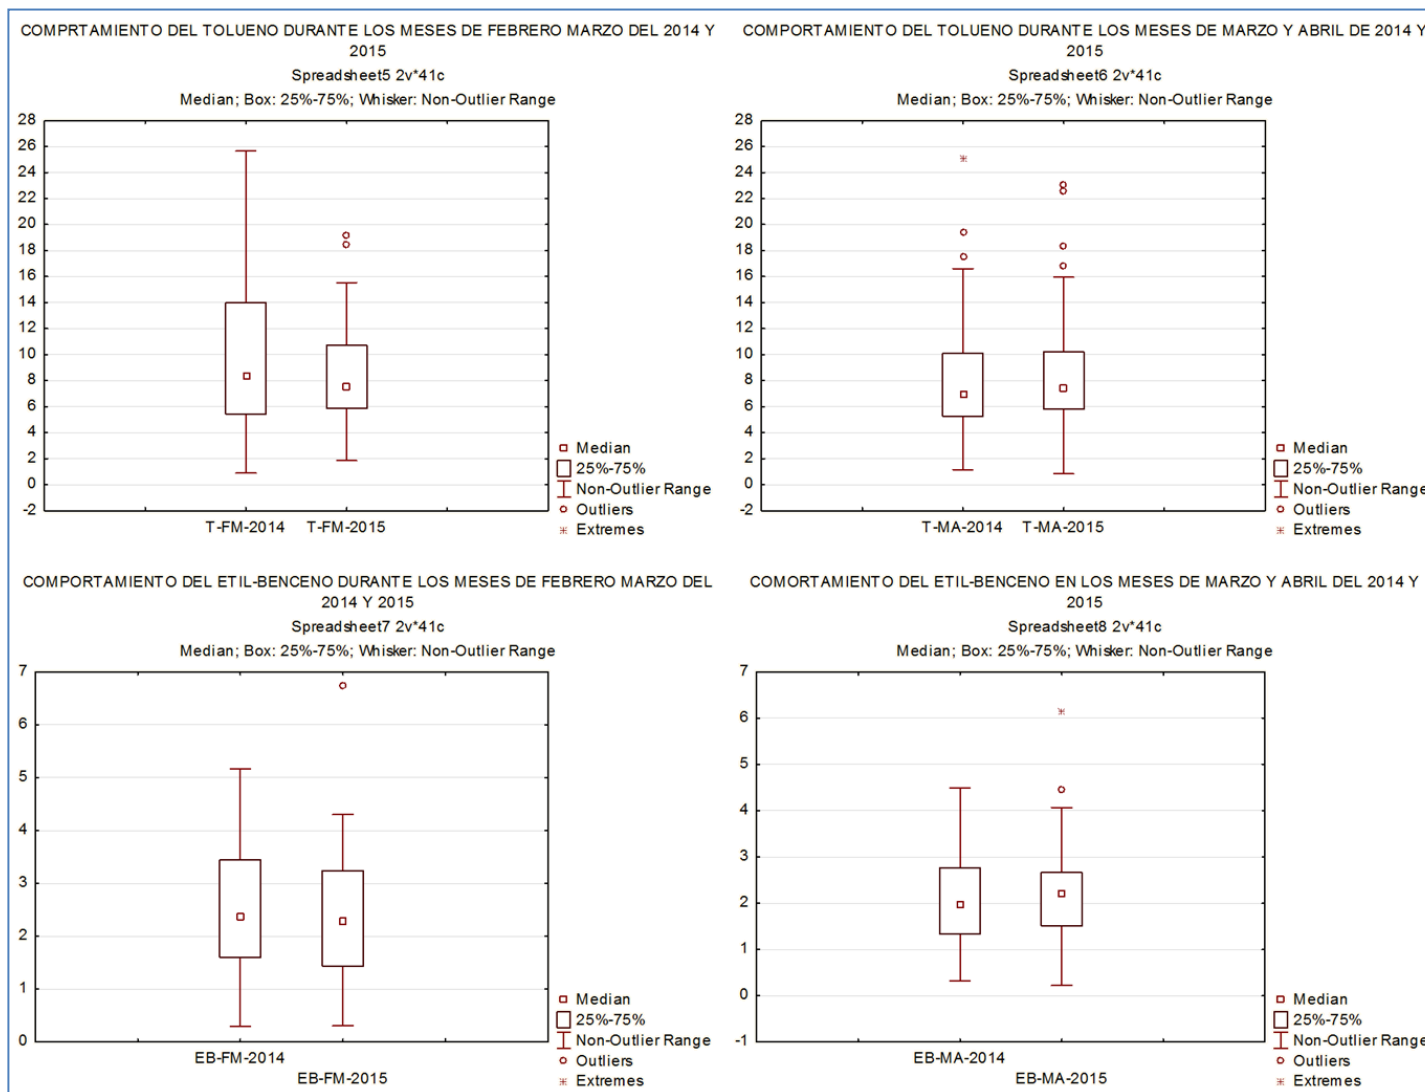 COMPRTAMIENTO DEL TOLUENO DURANTE LOS MESES DE FEBRERO MARZO DEL 2014 Y
2015
Spreadsheet5 2v*41c
Median; Box: 25%-75%; Whisker: Non-Outlier Range
28
26
24
22
20
18
16
14
12
10
8
6
4
2
0
-2
T-FM-2014 T-FM-2015
Median
25%-75%
Non-Outlier Range
Outliers
Extremes
COMPORTAMIENTO DEL TOLUENO DURANTE LOS MESES DE MARZO Y ABRIL DE 2014 Y
2015
Spreadsheet6 2v*41c
Median; Box: 25%-75%; Whisker: Non-Outlier Range
28
26
24
22
20
18
16
14
12
10
8
6
4
2
0
-2
T-MA-2014 T-MA-2015
Median
25%-75%
Non-Outlier Range
Outliers
Extremes
COMPORTAMIENTO DEL ETIL-BENCENO DURANTE LOS MESES DE FEBRERO MARZO DEL
2014 Y 2015
Spreadsheet7 2v*41c
Median; Box: 25%-75%; Whisker: Non-Outlier Range
7
6
5
4
3
2
1
0
EB-FM-2014
EB-FM-2015
Median
25%-75%
Non-Outlier Range
Outliers
Extremes
COMORTAMIENTO DEL ETIL-BENCENO EN LOS MESES DE MARZO Y ABRIL DEL 2014 Y
2015
Spreadsheet8 2v*41c
Median; Box: 25%-75%; Whisker: Non-Outlier Range
7
6
5
4
3
2
1
0
-1
EB-MA-2014
EB-MA-2015
Median
25%-75%
Non-Outlier Range
Outliers
Extremes